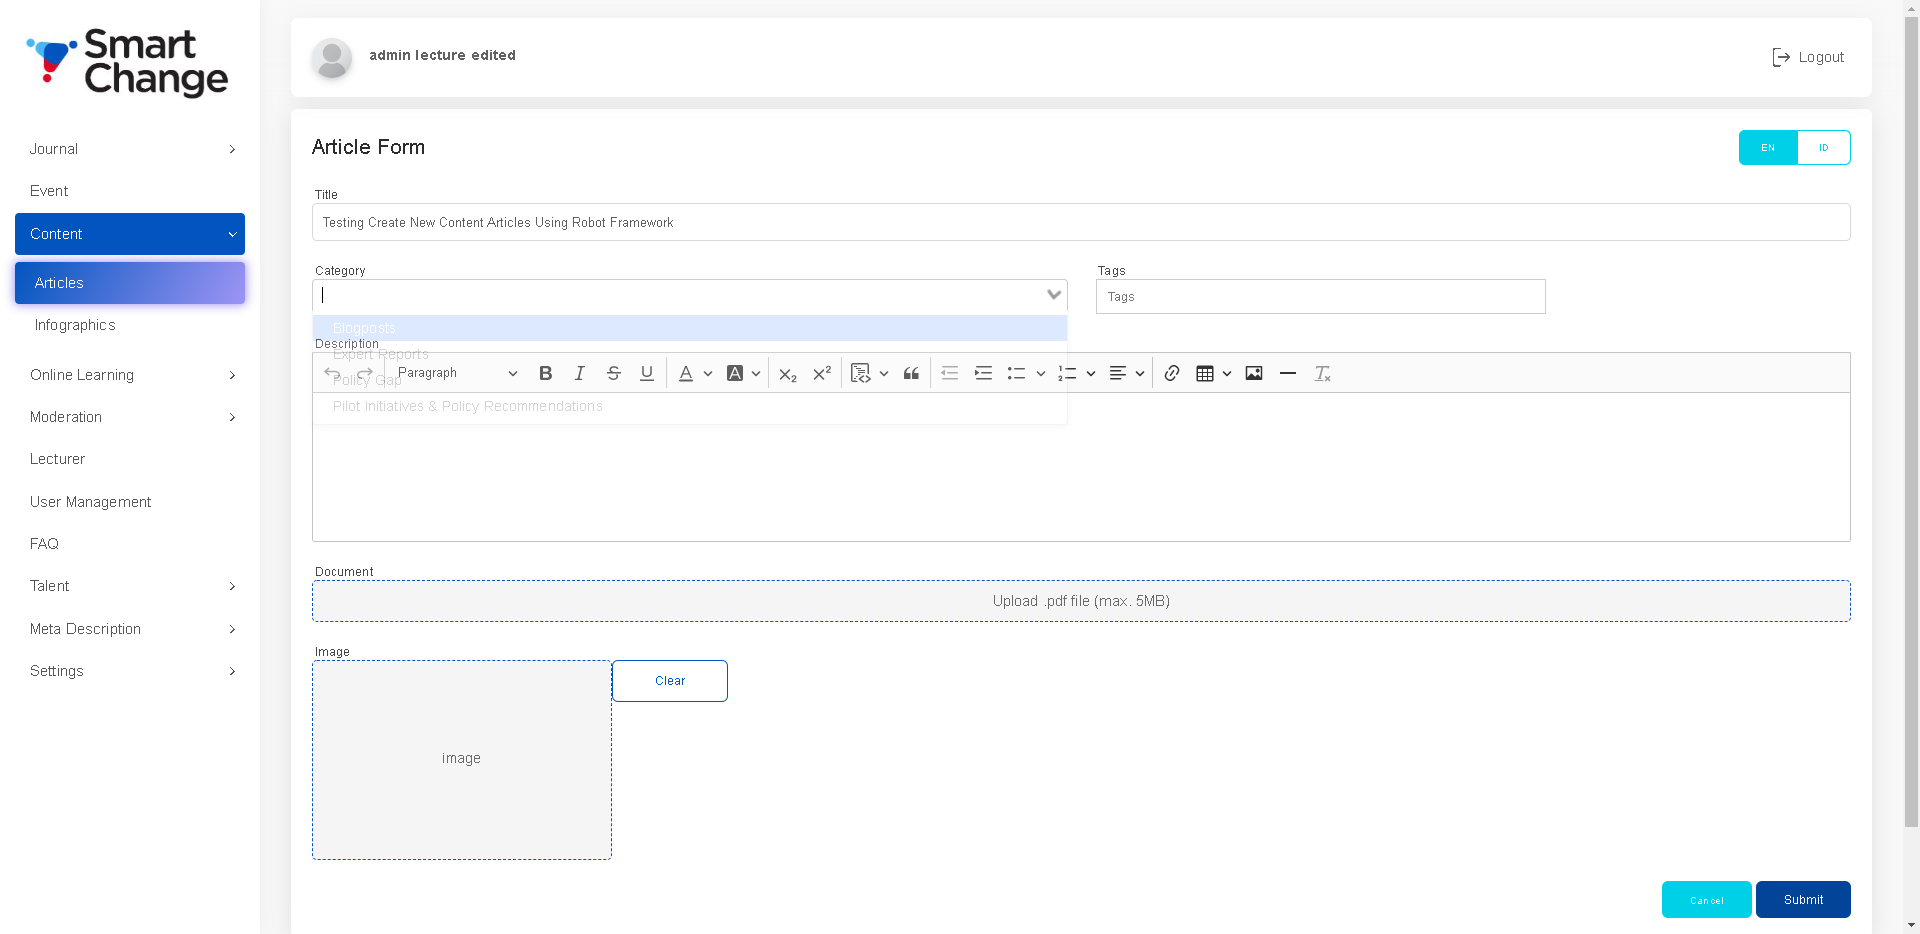 Smart
Change
admin lecture edited
Logout
Journal
Event
Content
Articles
Infographics
Online Learning
Moderation
Lecturer
User Management
FAQ
Talent
Meta Description
Settings
Article Form
EN
ID
Title
Testing Create New Content Articles Using Robot Framework
Category
Tags
Tags
Blogposts
Description
Expert Reports
Policy Gap
Paragraph
Pilot Initiatives & Policy Recommendations
Document
Upload .pdf file (max. 5MB)
Image
image
Clear
Cancel
Submit